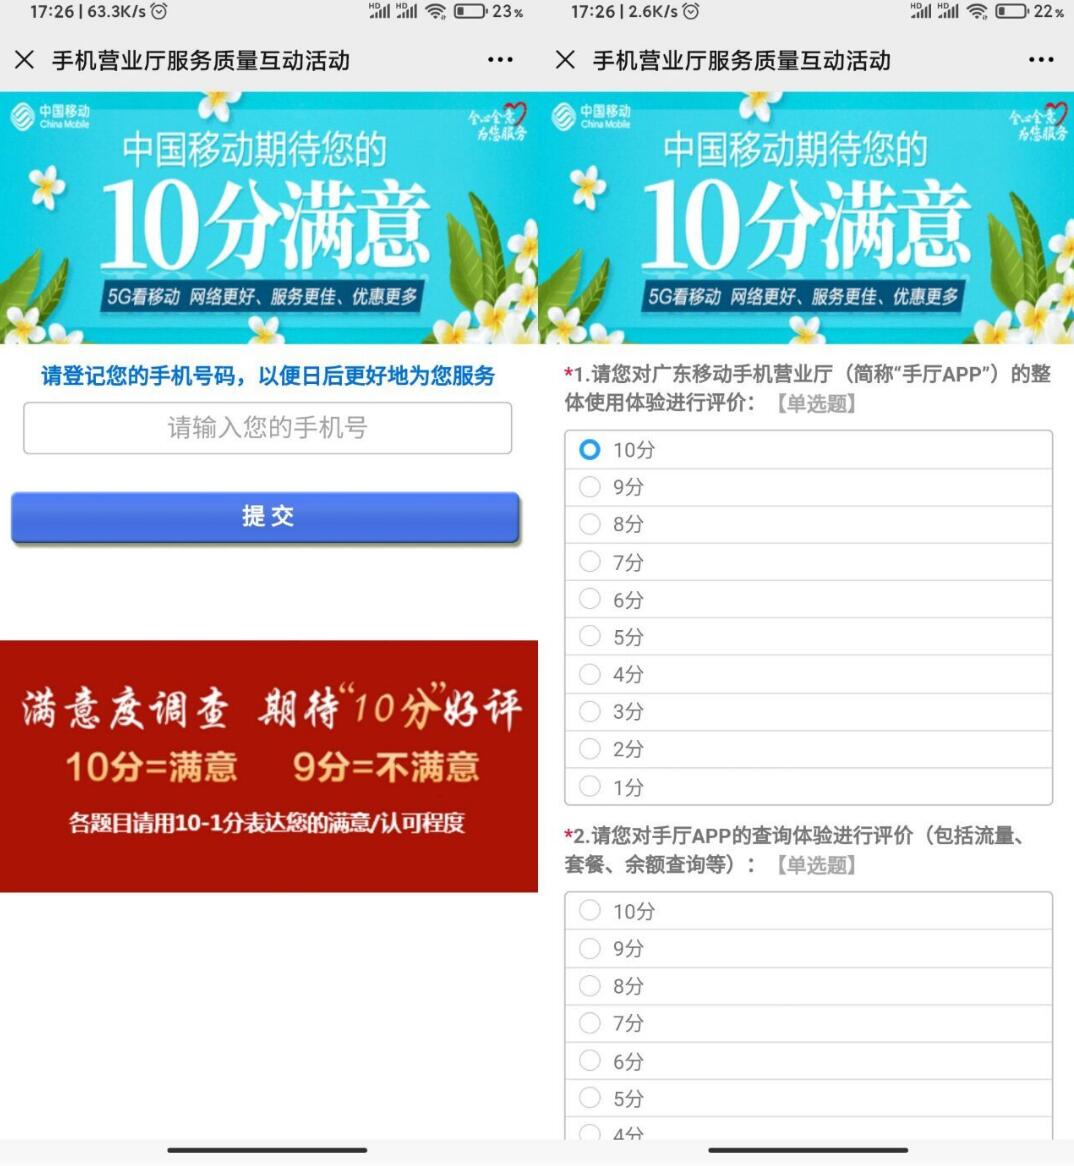 17:26 | 63.3K/s
HD HD 23%
手机营业厅服务质量互动活动
中国移动
China Mobile
全心全意
为您服务
中国移动期待您的
10分满意
5G看移动 网络更好、服务更佳、优惠更多
请登记您的手机号码，以便日后更好地为您服务
请输入您的手机号
提交
满意度调查 期待“10分”好评
10分=满意 9分=不满意
各题目请用10-1分表达您的满意/认可程度
17:26 | 2.6K/s
HD HD 22%
手机营业厅服务质量互动活动
中国移动
China Mobile
全心全意
为您服务
中国移动期待您的
10分满意
5G看移动 网络更好、服务更佳、优惠更多
*1.请您对广东移动手机营业厅（简称“手厅APP”）的整
体使用体验进行评价：【单选题】
10分
9分
8分
7分
6分
5分
4分
3分
2分
1分
*2.请您对手厅APP的查询体验进行评价（包括流量、
套餐、余额查询等）：【单选题】
10分
9分
8分
7分
6分
5分
4分